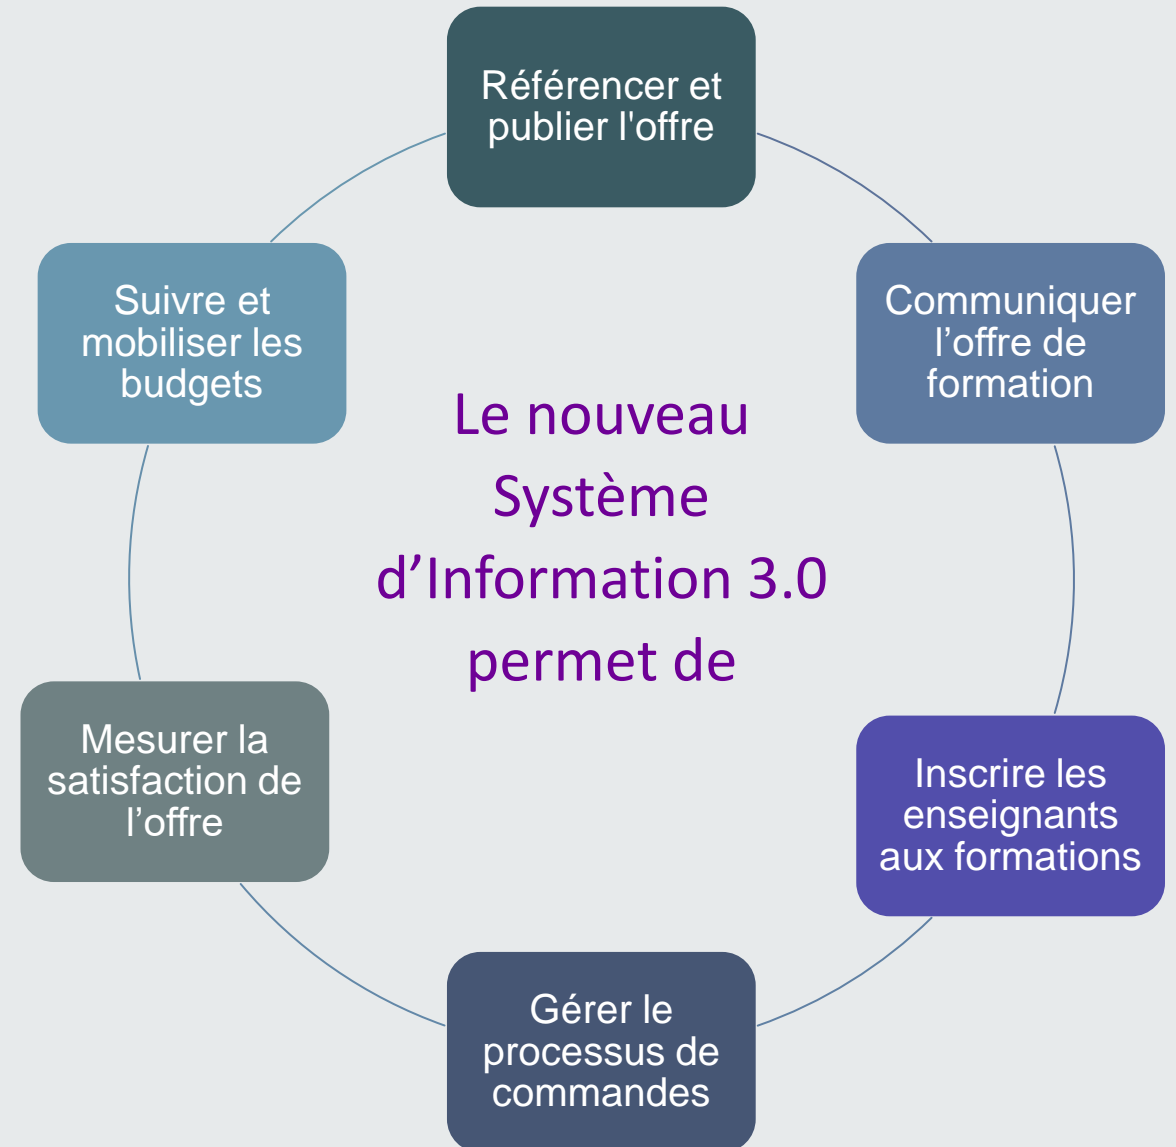 Référencer et
publier l'offre
Communiquer
l’offre de
formation
Inscrire les
enseignants
aux formations
Gérer le
processus de
commandes
Mesurer la
satisfaction de
l’offre
Suivre et
mobiliser les
budgets
Le nouveau
Système
d’Information 3.0
permet de